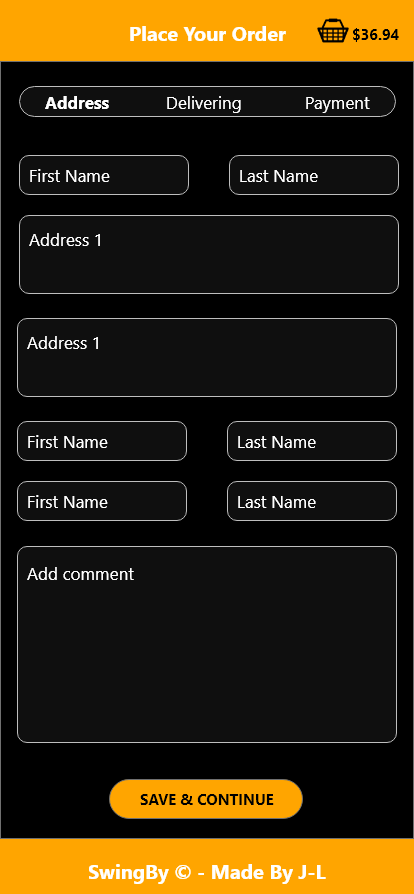 Place Your Order $36.94
Address Delivering Payment
First Name Last Name
Address 1
Address 1
First Name Last Name
First Name Last Name
Add comment
SAVE & CONTINUE
SwingBy © - Made By J-L